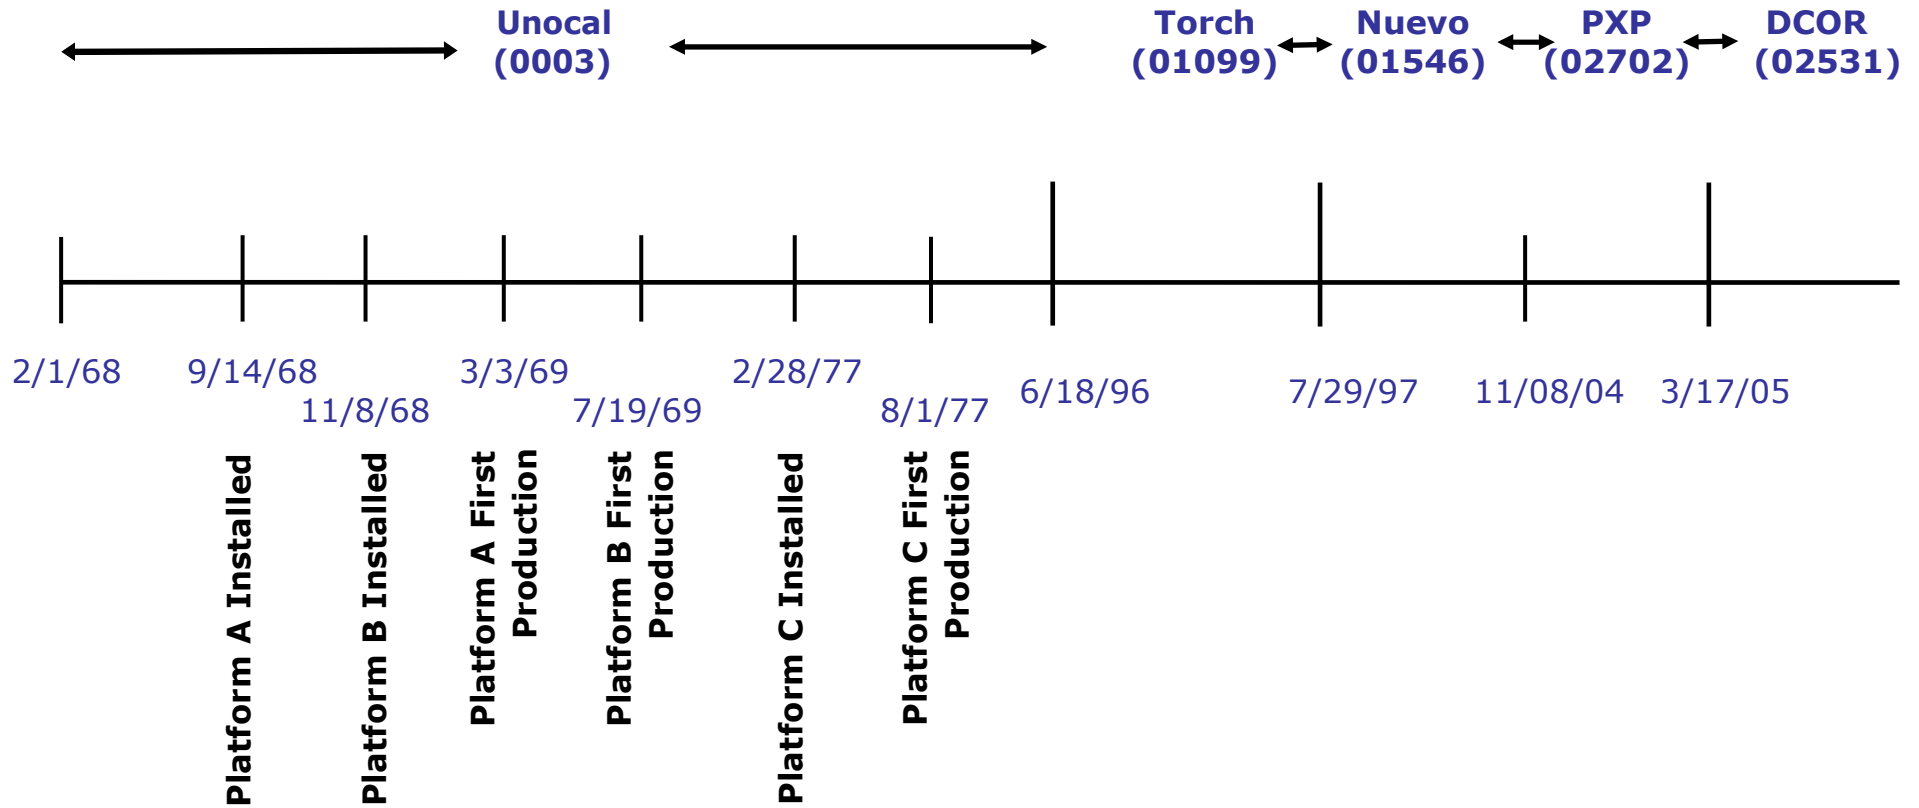 Unocal
(0003)
Torch
(01099)
Nuevo
(01546)
PXP
(02702)
DCOR
(02531)
2/1/68
9/14/68
11/8/68
3/3/69
7/19/69
2/28/77
8/1/77
6/18/96
7/29/97
11/08/04
3/17/05
Platform A Installed
Platform B Installed
Platform A First
Production
Platform B First
Production
Platform C Installed
Platform C First
Production